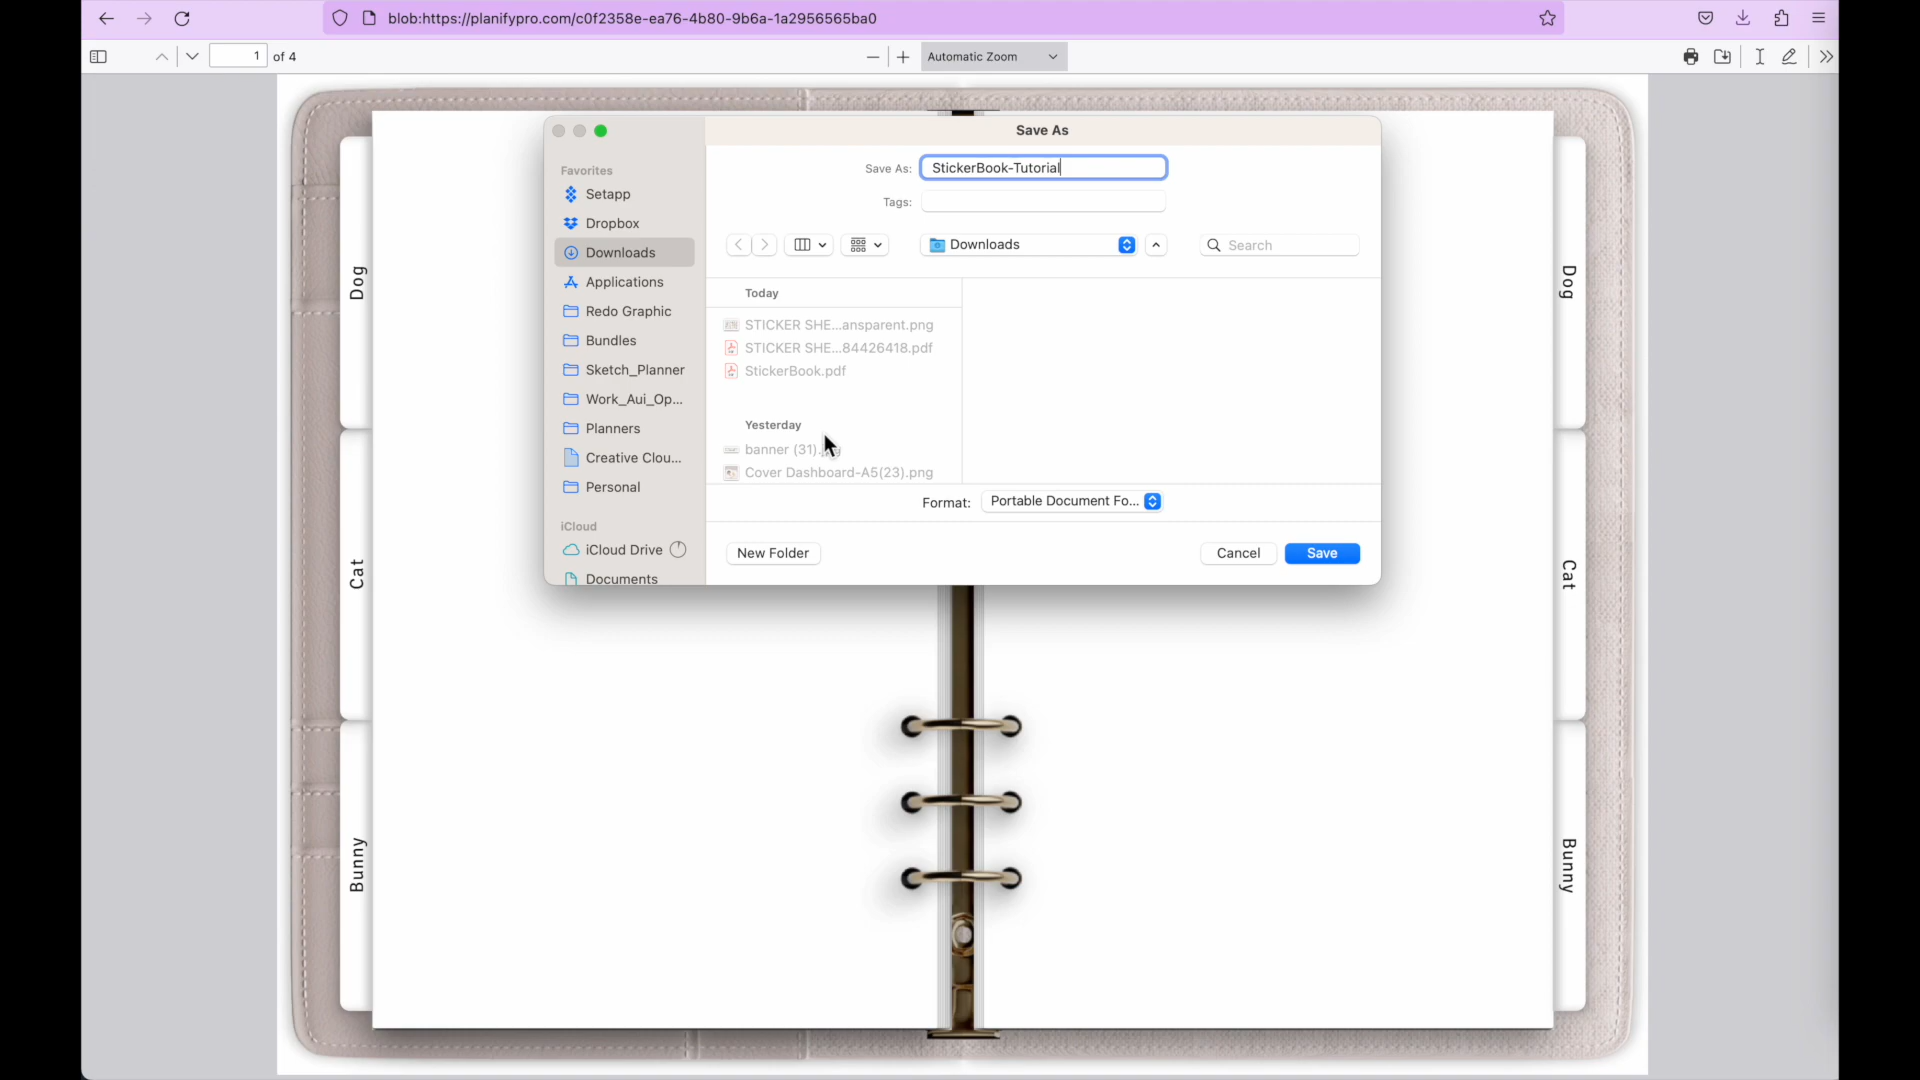 blob:https://planifypro.com/c0f2358e-ea76-4b80-9b6a-1a2956565ba0
1 of 4
Automatic Zoom
Save As
Save As: StickerBook-Tutorial
Tags:
Downloads
Search
Favorites
Setapp
Dropbox
Downloads
Applications
Redo Graphic
Bundles
Sketch_Planner
Work_Aui_Op...
Planners
Creative Clou...
Personal
iCloud
iCloud Drive
Documents
Today
STICKER SHE...ansparent.png
STICKER SHE...84426418.pdf
StickerBook.pdf
Yesterday
banner (31)
Cover Dashboard-A5(23).png
Format: Portable Document Fo...
New Folder
Cancel
Save
Dog
Cat
Bunny
Dog
Cat
Bunny